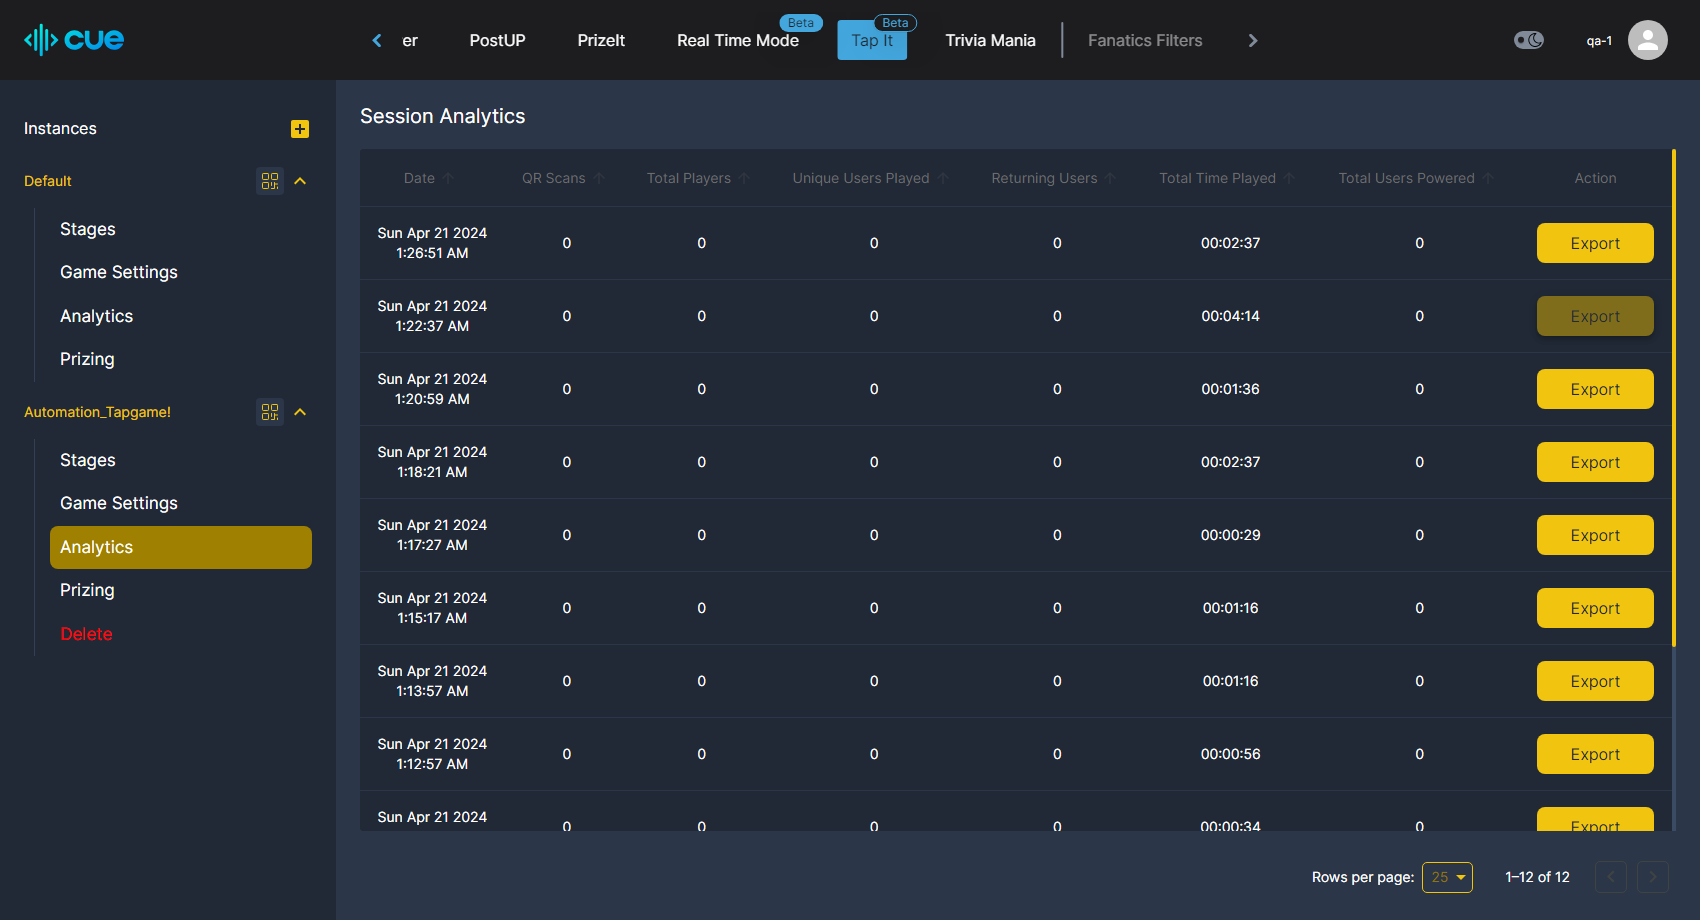 cue
er
PostUP
PrizeIt
Real Time Mode
Beta
Tap It
Beta
Trivia Mania
Fanatics Filters
qa-1
Instances
Default
Stages
Game Settings
Analytics
Prizing
Automation_Tapgame!
Stages
Game Settings
Analytics
Prizing
Delete
Session Analytics
Date QR Scans Total Players Unique Users Played Returning Users Total Time Played Total Users Powered Action
Sun Apr 21 2024
1:26:51 AM 0 0 0 0 00:02:37 0 Export
Sun Apr 21 2024
1:22:37 AM 0 0 0 0 00:04:14 0 Export
Sun Apr 21 2024
1:20:59 AM 0 0 0 0 00:01:36 0 Export
Sun Apr 21 2024
1:18:21 AM 0 0 0 0 00:02:37 0 Export
Sun Apr 21 2024
1:17:27 AM 0 0 0 0 00:00:29 0 Export
Sun Apr 21 2024
1:15:17 AM 0 0 0 0 00:01:16 0 Export
Sun Apr 21 2024
1:13:57 AM 0 0 0 0 00:01:16 0 Export
Sun Apr 21 2024
1:12:57 AM 0 0 0 0 00:00:56 0 Export
Sun Apr 21 2024
0 0 0 0 00:00:34 0 Export
Rows per page: 25 1–12 of 12